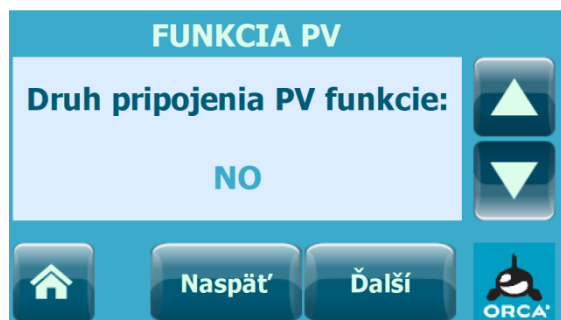 FUNKCIA PV
Druh pripojenia PV funkcie:
NO
Naspäť
Ďalší
ORCA®